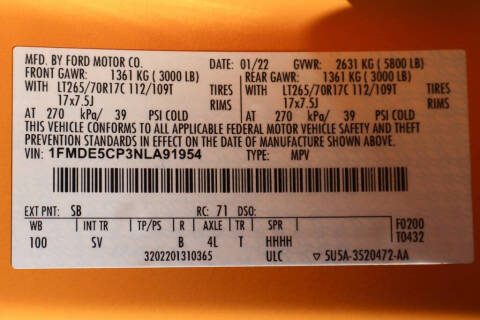 MFD. BY FORD MOTOR CO. DATE: 01/22 GVWR: 2631 KG (5800 LB)
FRONT GAWR: 1361 KG (3000 LB) REAR GAWR: 1361 KG (3000 LB)
WITH LT265/70R17C 112/109T TIRES WITH LT265/70R17C 112/109T TIRES
17x7.5J RIMS 17x7.5J RIMS
AT 270 kPa/ 39 PSI COLD AT 270 kPa/ 39 PSI COLD
THIS VEHICLE CONFORMS TO ALL APPLICABLE FEDERAL MOTOR VEHICLE SAFETY AND THEFT
PREVENTION STANDARDS IN EFFECT ON THE DATE OF MANUFACTURE SHOWN ABOVE.
VIN: 1FMDE5CP3NLA91954 TYPE: MPV
EXT PNT: SB RC: 71 DSO:
WB INT TR TP/PS R AXLE TR SPR F0200
100 SV B 4L T HHHH T0432
3202201310365 ULC 5U5A-3520472-AA